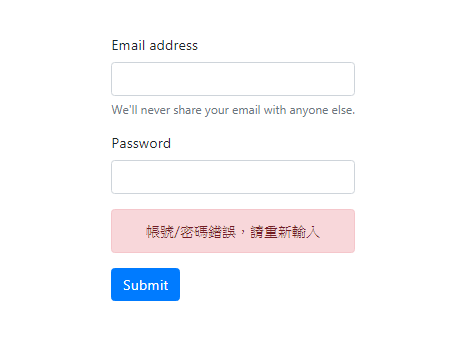 Email address
We'll never share your email with anyone else.
Password
帳號/密碼錯誤，請重新輸入
Submit